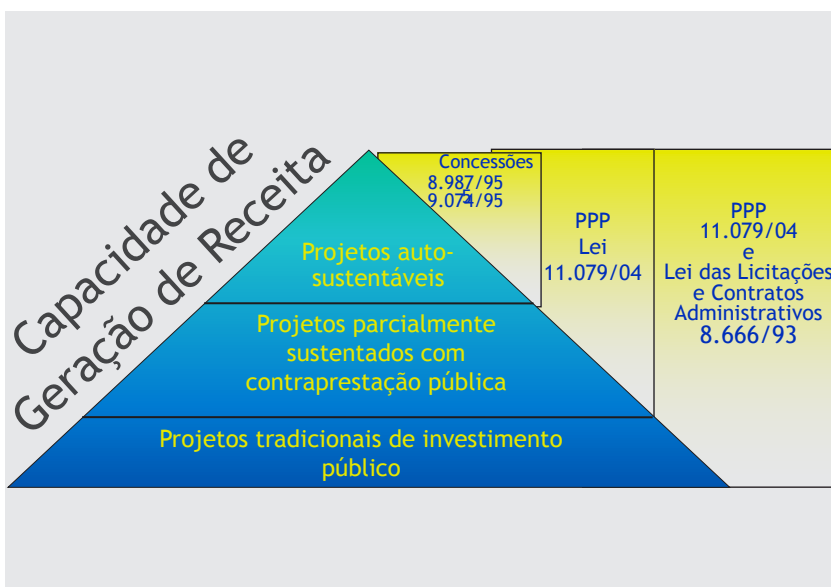 Capacidade de
Geração de Receita
Concessões
8.987/95
5
9.074/95
Projetos auto-
sustentáveis
Projetos parcialmente
sustentados com
contraprestação pública
Projetos tradicionais de investimento
público
PPP
Lei
11.079/04
PPP
11.079/04
e
Lei das Licitações
e Contratos
Administrativos
8.666/93